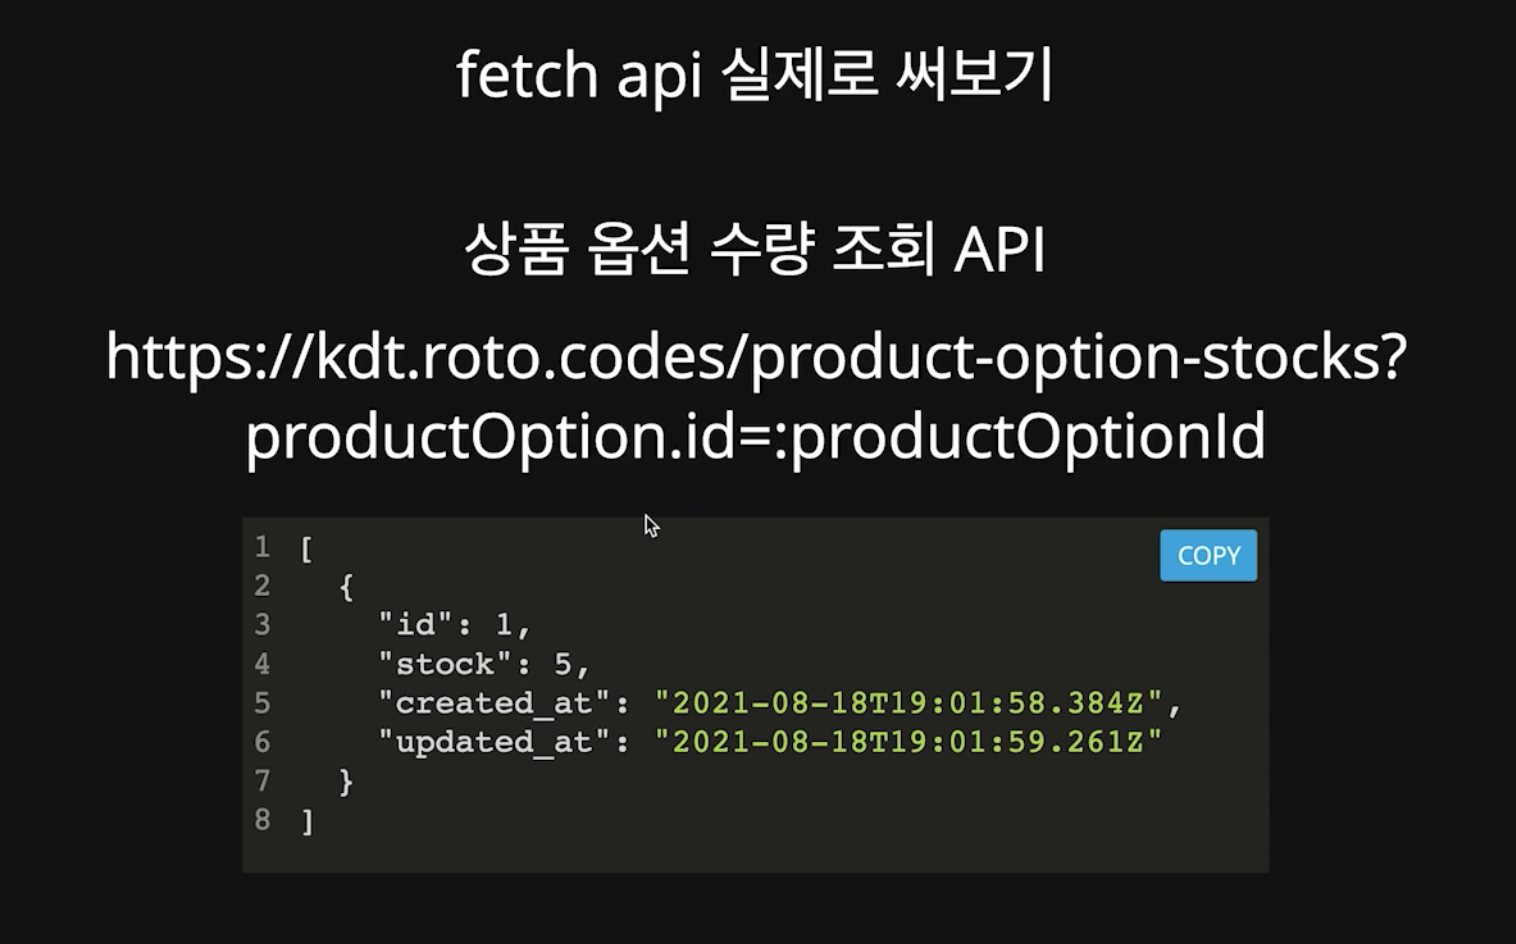 fetch api 실제로 써보기
상품 옵션 수량 조회 API
https://kdt.roto.codes/product-option-stocks?
productOption.id=:productOptionId
COPY
1 [
2 {
3 "id": 1,
4 "stock": 5,
5 "created_at": "2021-08-18T19:01:58.384Z",
6 "updated_at": "2021-08-18T19:01:59.261Z"
7 }
8 ]